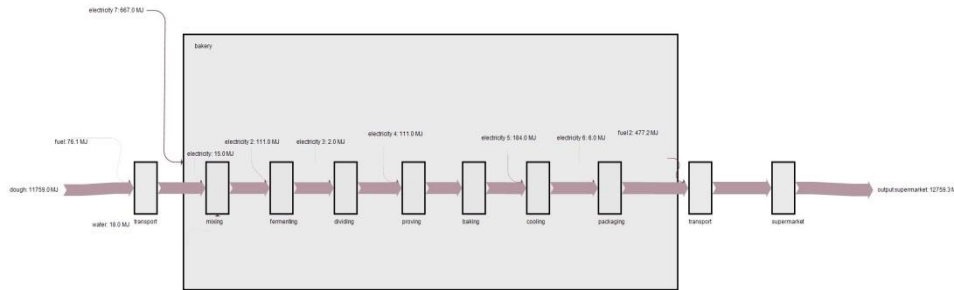 electricity 7: 667.0 MJ
bakery
fuel: 76.1 MJ
electricity: 15.0 MJ
electricity 2: 111.0 MJ
electricity 3: 2.0 MJ
electricity 4: 111.0 MJ
electricity 5: 184.0 MJ
electricity 6: 6.0 MJ
fuel 2: 477.2 MJ
dough: 11759.0 MJ
output supermarket: 12759.3 M
transport
mixing
fermenting
dividing
proving
baking
cooling
packaging
transport
supermarket
water: 18.0 MJ